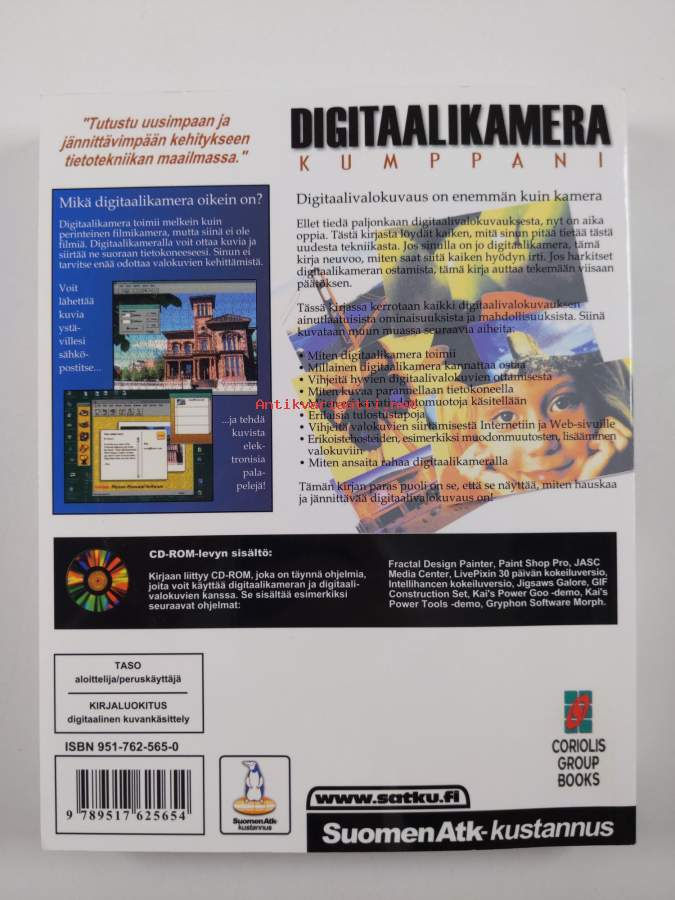 "Tutustu uusimpaan ja
jännittävimpään kehitykseen
tietotekniikan maailmassa."
DIGITAALIKAMERA
KUMPPANI
Mikä digitaalikamera oikein on?
Digitaalikamera toimii melkein kuin
perinteinen filmikamera, mutta siinä ei ole
filmiä. Digitaalikameralla voit ottaa kuvia ja
siirtää ne suoraan tietokoneeseesi. Sinun ei
tarvitse enää odottaa valokuvien kehittämistä.
Voit
lähettää
kuvia
ystä-
villesi
sähkö-
postitse...
...ja tehdä
kuvista
elek-
tronisia
pala-
pelejä!
Digitaalivalokuvaus on enemmän kuin kamera
Ellet tiedä paljonkaan digitaalivalokuvauksesta, nyt on aika
oppia. Tästä kirjasta löydät kaiken, mitä sinun pitää tietää tästä
uudesta tekniikasta. Jos sinulla on jo digitaalikamera, tämä
kirja neuvoo, miten saat siitä kaiken hyödyn irti. Jos harkitset
digitaalikameran ostamista, tämä kirja auttaa tekemään viisaan
päätöksen.
Tässä kirjassa kerrotaan kaikki digitaalivalokuvauksen
ainutlaatuisista ominaisuuksista ja mahdollisuuksista. Siinä
kuvataan muun muassa seuraavia aiheita:
• Miten digitaalikamera toimii
• Millainen digitaalikamera kannattaa ostaa
• Vihjeitä hyvien digitaalivalokuvien ottamisesta
• Miten kuvaa parannellaan tietokoneella
• käsitellään
• Erilaisia tulostustapoja
• Vihjeitä valokuvien siirtämisestä Internetiin ja Web-sivuille
• Erikoistehosteiden, esimerkiksi muodonmuutosten, lisääminen
valokuviin
• Miten ansaita rahaa digitaalikameralla
Tämän kirjan paras puoli on se, että se näyttää, miten hauskaa
ja jännittävää digitaalivalokuvaus on!
CD-ROM-levyn sisältö:
Kirjaan liittyy CD-ROM, joka on täynnä ohjelmia,
joita voit käyttää digitaalikameran ja digitaali-
valokuvien kanssa. Se sisältää esimerkiksi
seuraavat ohjelmat:
Fractal Design Painter, Paint Shop Pro, JASC
Media Center, LivePixin 30 päivän kokeiluversio,
Intellihancen kokeiluversio, Jigsaws Galore, GIF
Construction Set, Kai's Power Goo -demo, Kai's
Power Tools -demo, Gryphon Software Morph.
TASO
aloittelija/peruskäyttäjä
KIRJALUOKITUS
digitaalinen kuvankäsittely
ISBN 951-762-565-0
9 789517 625654
SuomenAtk
-kustannus
CORIOLIS
GROUP
BOOKS
www.satku.fi
SuomenAtk-kustannus